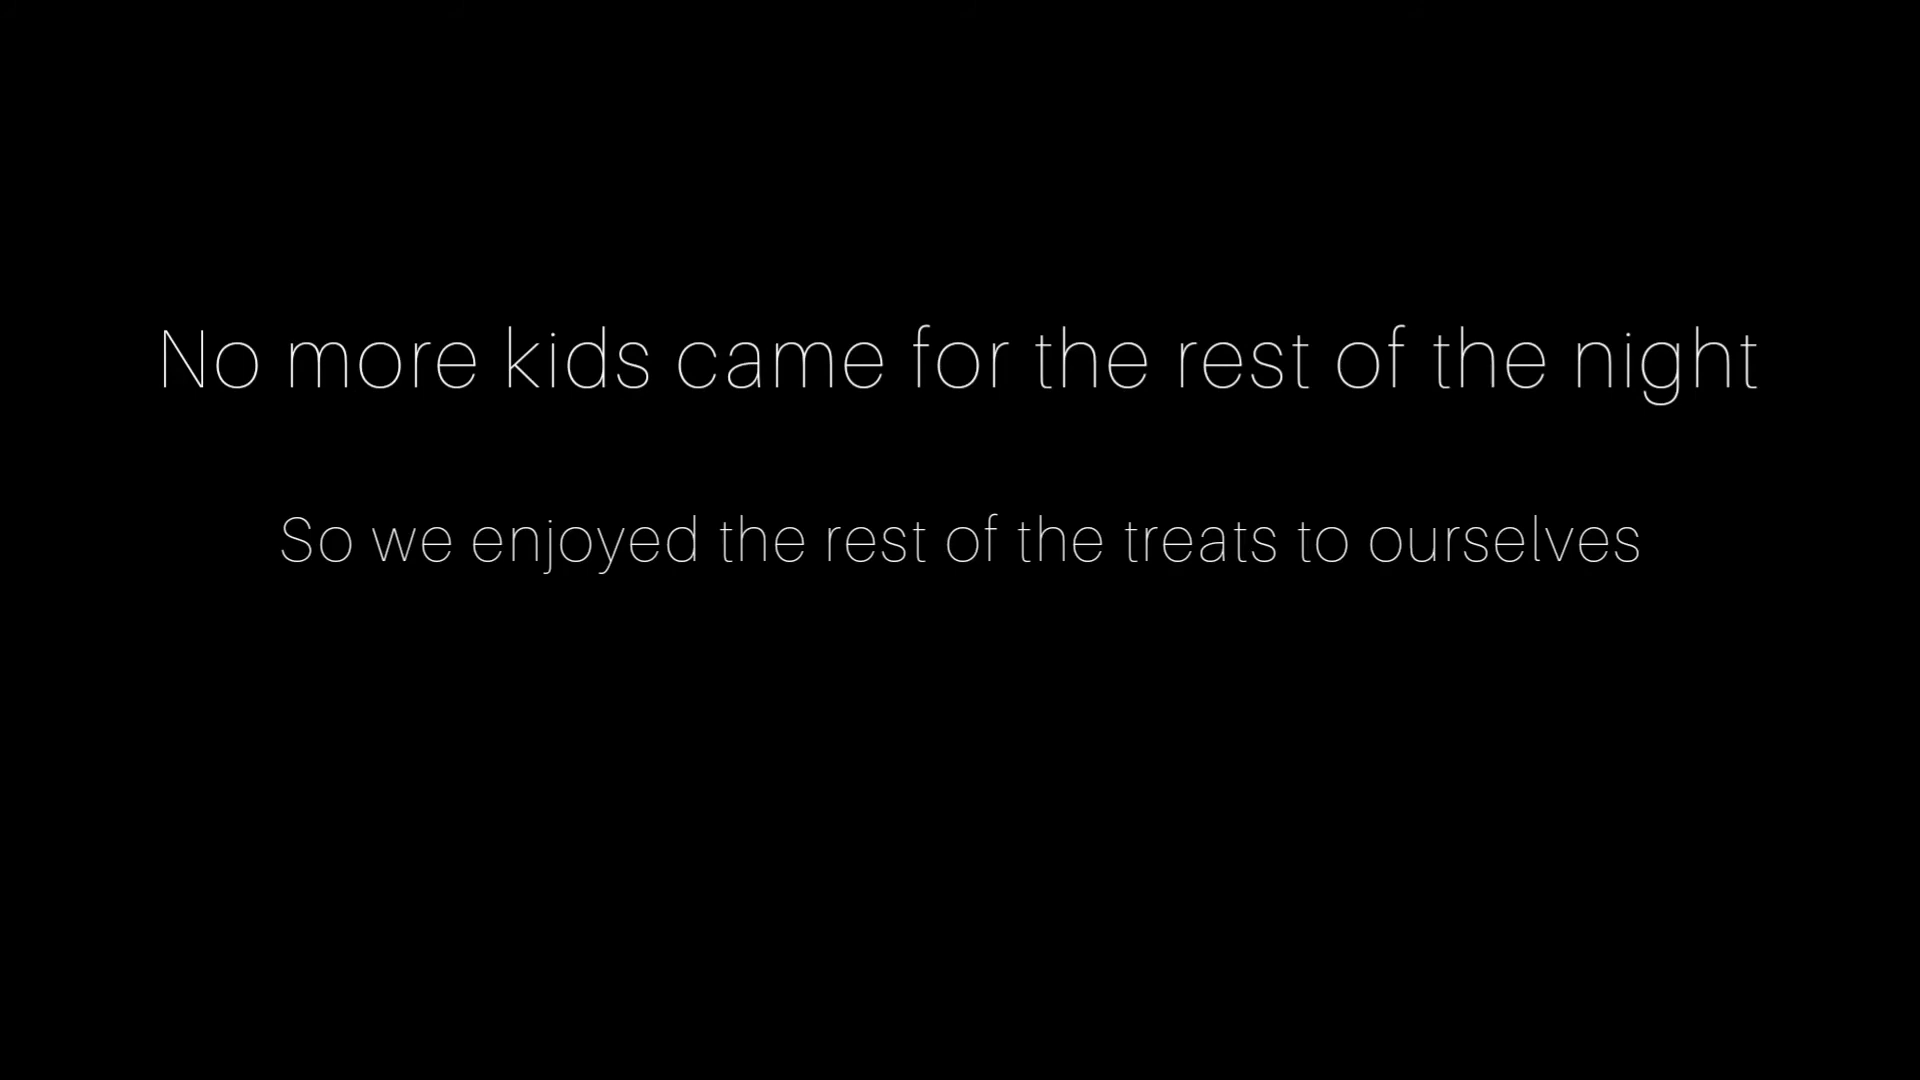 No more kids came for the rest of the night
So we enjoyed the rest of the treats to ourselves